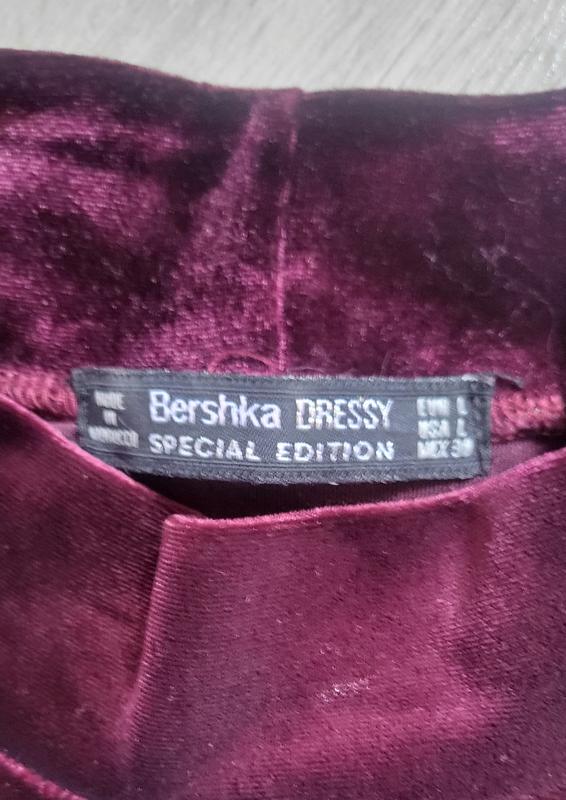 MADE
IN
MOROCCO
Bershka DRESSY
SPECIAL EDITION
EUR L
USA L
MEX 30